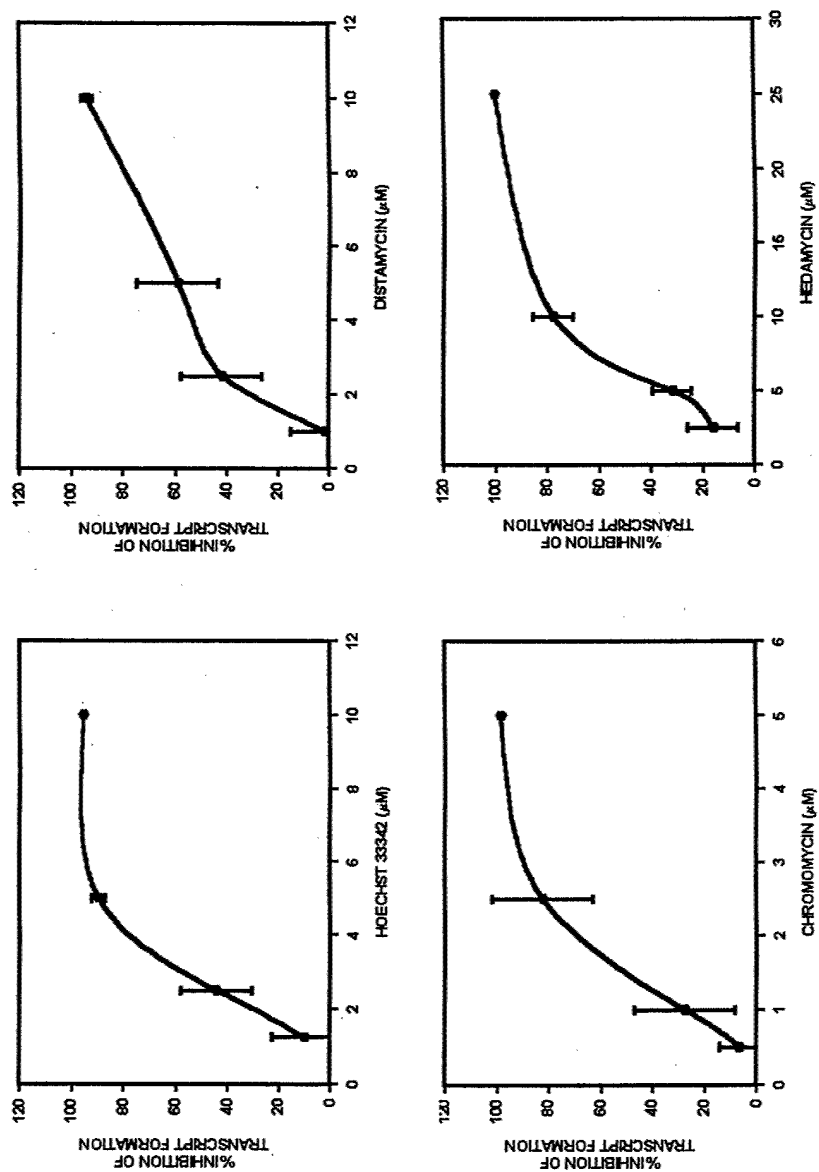 % INHIBITION OF
TRANSCRIPT FORMATION
120
100
80
60
40
20
0
0 2 4 6 8 10 12
HOECHST 33342 (µM)
% INHIBITION OF
TRANSCRIPT FORMATION
120
100
80
60
40
20
0
0 2 4 6 8 10 12
DISTAMYCIN (µM)
% INHIBITION OF
TRANSCRIPT FORMATION
120
100
80
60
40
20
0
0 1 2 3 4 5 6
CHROMOMYCIN (µM)
% INHIBITION OF
TRANSCRIPT FORMATION
120
100
80
60
40
20
0
0 5 10 15 20 25 30
HEDAMYCIN (µM)